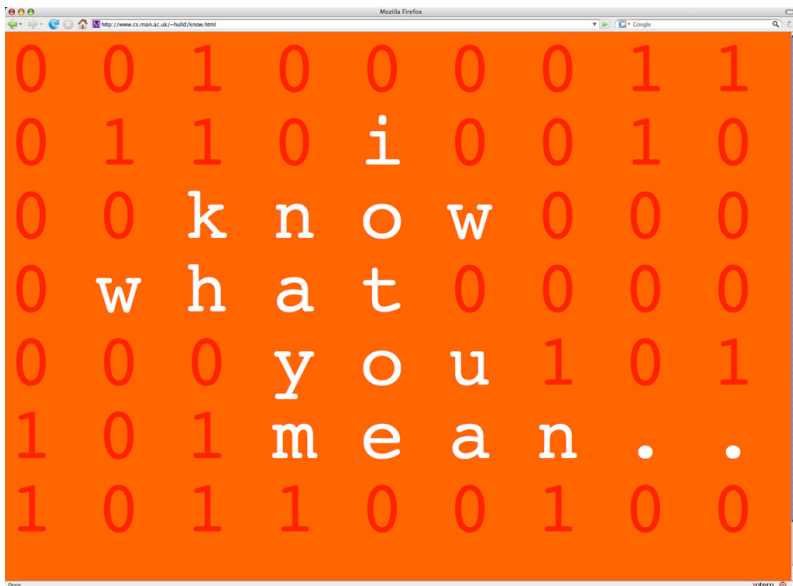 Mozilla Firefox
http://www.cs.man.ac.uk/~hulld/know.html
Google
0 0 1 0 0 0 0 1 1
0 1 1 0 i 0 0 1 0
0 0 k n o w 0 0 0
0 w h a t 0 0 0 0
0 0 0 y o u 1 0 1
1 0 1 m e a n . .
1 0 1 1 0 0 1 0 0
Done
zotero